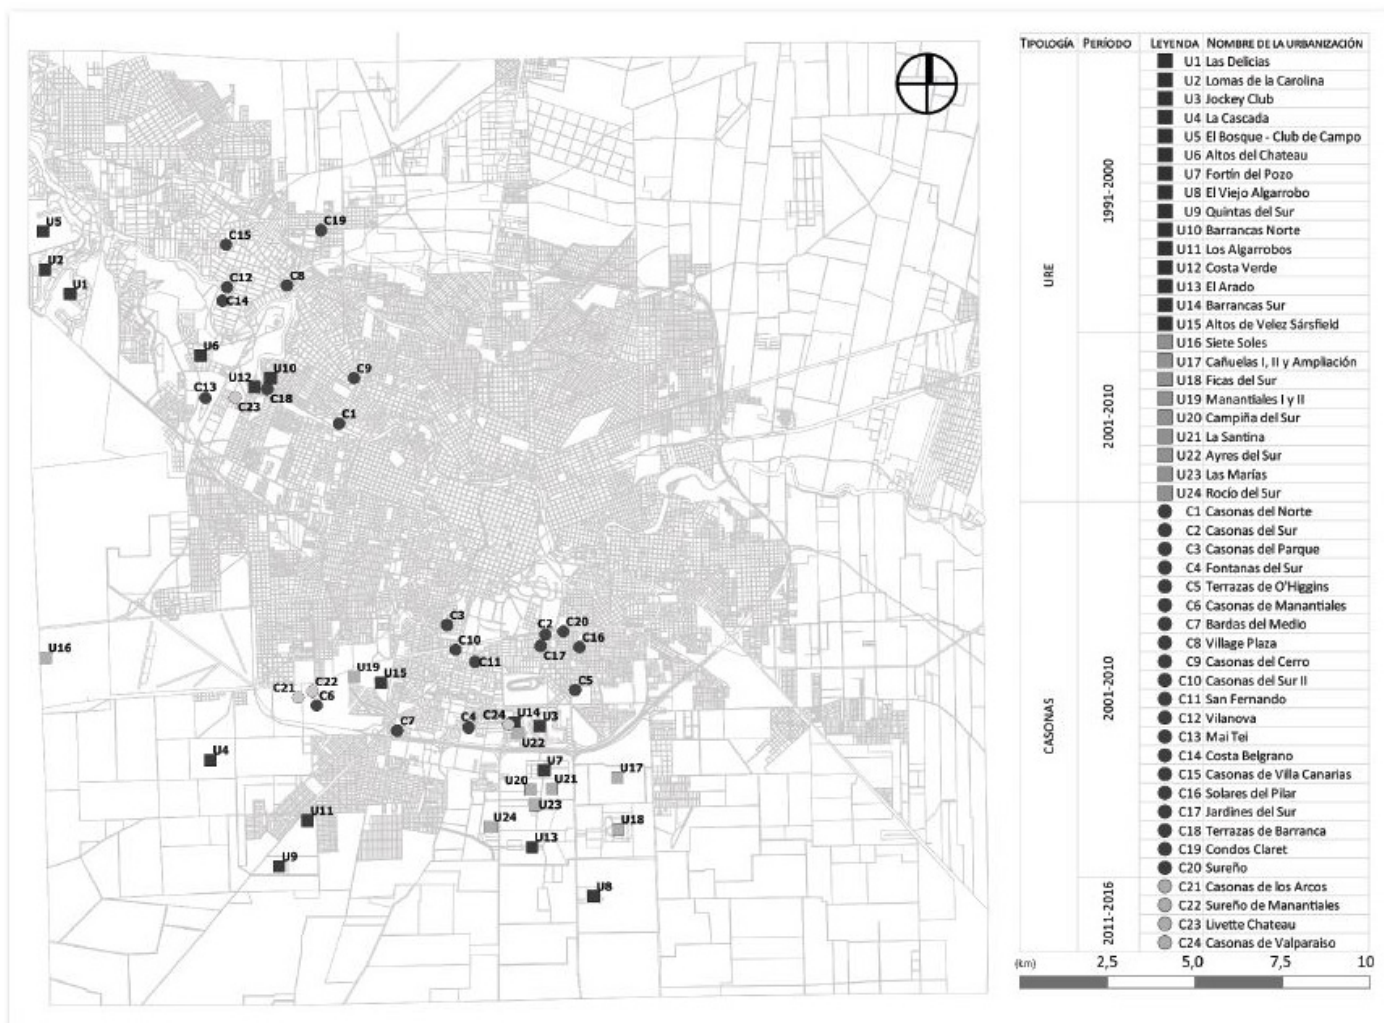 U5
C19
C15
U2
C12
C8
U1
C14
U6
U10
C9
U12
C13
C18
C23
C1
C3
C2
C20
C10
C16
U16
C17
C11
U19
C22
U15
C21
C5
C6
C24
U14
U3
C4
C7
U22
U4
U7
U17
U20
U21
U23
U11
U24
U18
U13
U9
U8
TIPOLOGÍA PERÍODO LEYENDA NOMBRE DE LA URBANIZACIÓN
URE
1991-2000
U1 Las Delicias
U2 Lomas de la Carolina
U3 Jockey Club
U4 La Cascada
U5 El Bosque - Club de Campo
U6 Altos del Chateau
U7 Fortín del Pozo
U8 El Viejo Algarrobo
U9 Quintas del Sur
U10 Barrancas Norte
U11 Los Algarrobos
U12 Costa Verde
U13 El Arado
U14 Barrancas Sur
U15 Altos de Velez Sársfield
2001-2010
U16 Siete Soles
U17 Cañuelas I, II y Ampliación
U18 Ficas del Sur
U19 Manantiales I y II
U20 Campiña del Sur
U21 La Santina
U22 Ayres del Sur
U23 Las Marías
U24 Rocío del Sur
CASONAS
2001-2010
C1 Casonas del Norte
C2 Casonas del Sur
C3 Casonas del Parque
C4 Fontanas del Sur
C5 Terrazas de O'Higgins
C6 Casonas de Manantiales
C7 Bardas del Medio
C8 Village Plaza
C9 Casonas del Cerro
C10 Casonas del Sur II
C11 San Fernando
C12 Vilanova
C13 Mai Tei
C14 Costa Belgrano
C15 Casonas de Villa Canarias
C16 Solares del Pilar
C17 Jardines del Sur
C18 Terrazas de Barranca
C19 Condos Claret
C20 Sureño
2011-2016
C21 Casonas de los Arcos
C22 Sureño de Manantiales
C23 Livette Chateau
C24 Casonas de Valparaiso
(km) 2,5 5,0 7,5 10